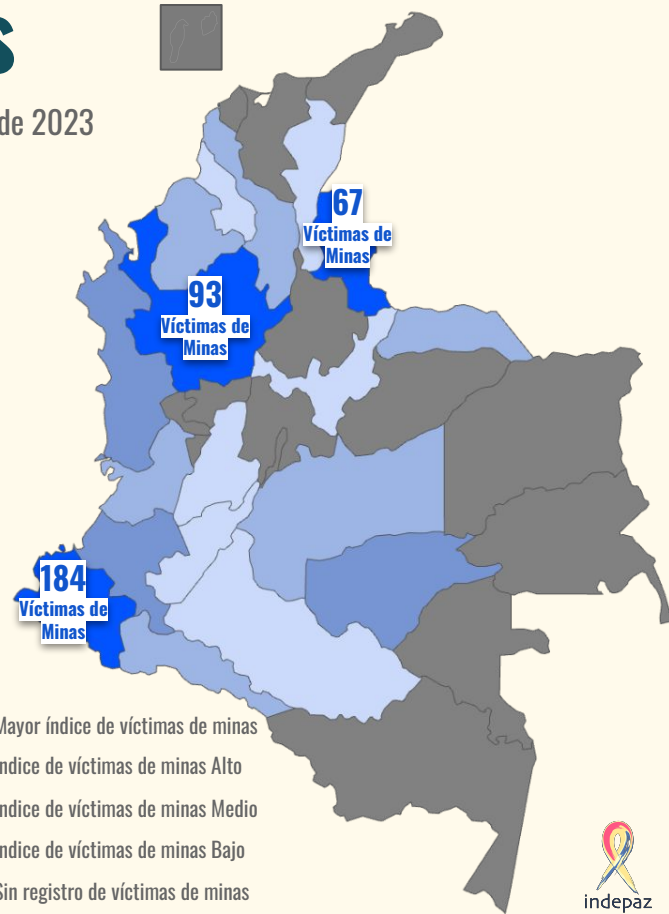 s
de 2023
67
Víctimas de
Minas
93
Víctimas de
Minas
184
Víctimas de
Minas
Mayor índice de víctimas de minas
ndice de víctimas de minas Alto
ndice de víctimas de minas Medio
ndice de víctimas de minas Bajo
Sin registro de víctimas de minas
indepaz